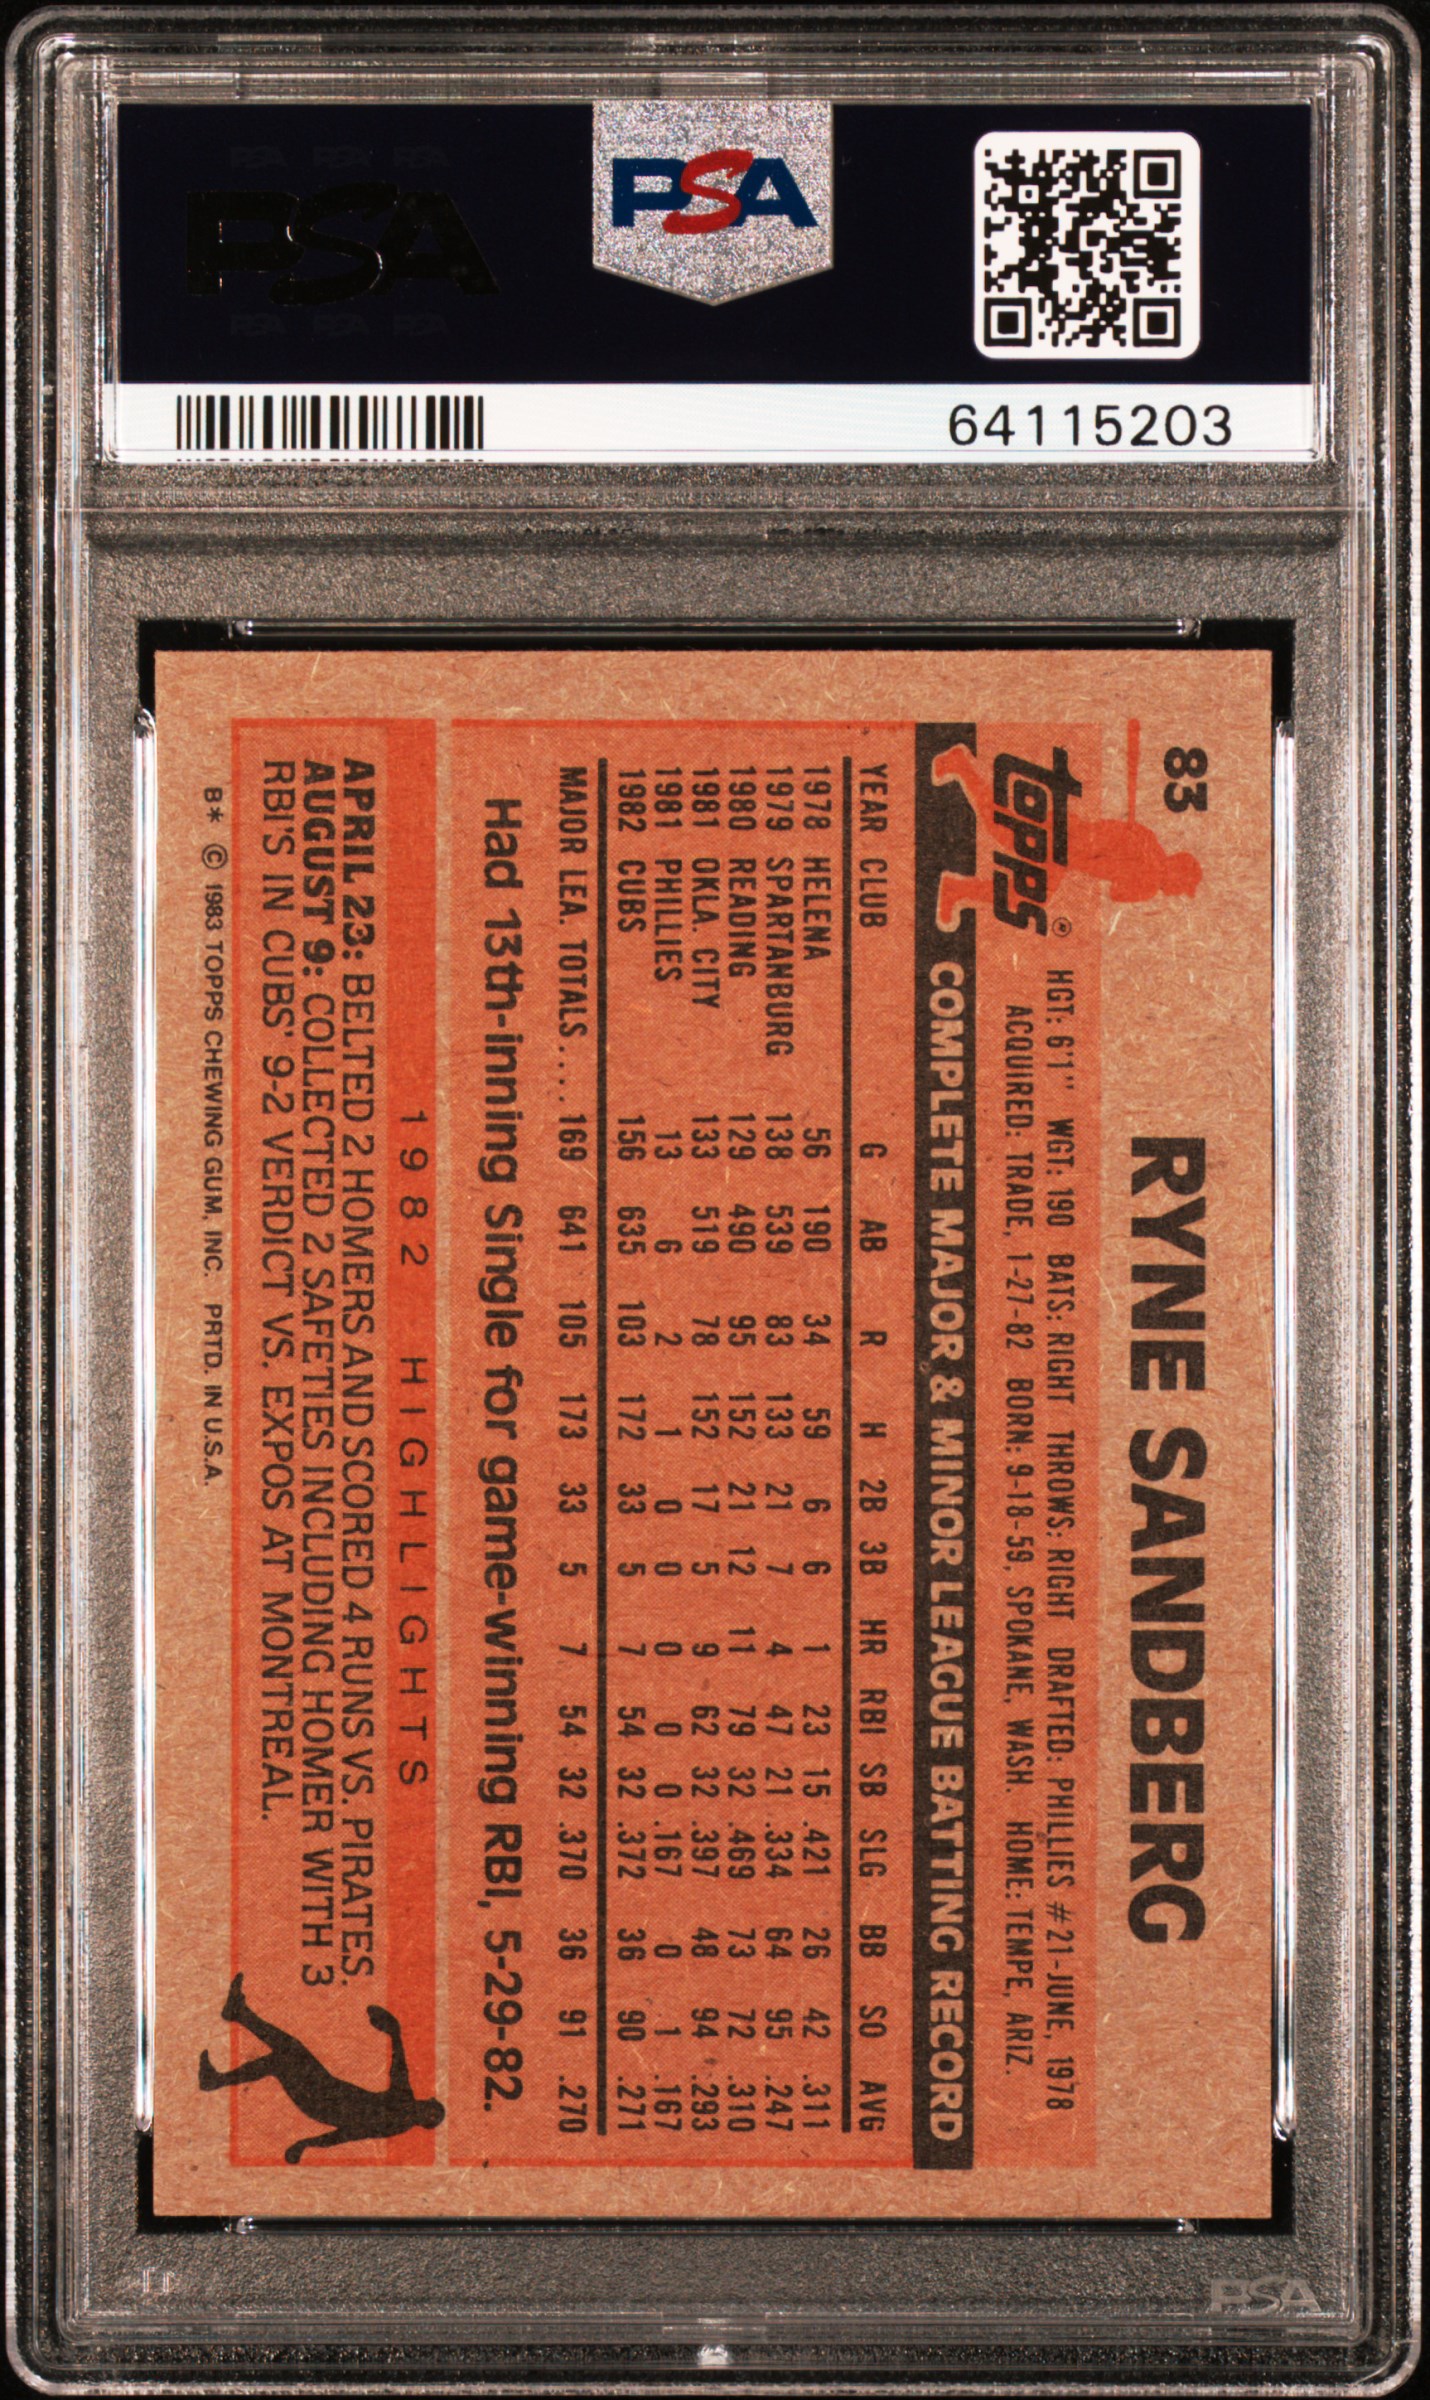 PSA
PSA
64115203
83
RYNE SANDBERG
Topps®
HGT: 6'1" WGT: 190 BATS: RIGHT THROWS: RIGHT DRAFTED: PHILLIES #21-JUNE, 1978
ACQUIRED: TRADE, 1-27-82 BORN: 9-18-59, SPOKANE, WASH. HOME: TEMPE, ARIZ.
COMPLETE MAJOR & MINOR LEAGUE BATTING RECORD
YEAR CLUB G AB R H 2B 3B HR RBI SB SLG BB SO AVG
1978 HELENA 56 190 34 59 6 6 1 23 15 .421 26 42 .311
1979 SPARTANBURG 138 539 83 133 21 7 4 47 21 .334 64 95 .247
1980 READING 129 490 95 152 21 12 11 79 32 .469 73 72 .310
1981 OKLA. CITY 133 519 78 152 17 5 9 62 32 .397 48 94 .293
1981 PHILLIES 13 6 2 1 0 0 0 0 0 .167 0 1 .167
1982 CUBS 156 635 103 172 33 5 7 54 32 .372 36 90 .271
MAJOR LEA. TOTALS.... 169 641 105 173 33 5 7 54 32 .370 36 91 .270
Had 13th-inning Single for game-winning RBI, 5-29-82.
1982 HIGHLIGHTS
APRIL 23: BELTED 2 HOMERS AND SCORED 4 RUNS VS. PIRATES.
AUGUST 9: COLLECTED 2 SAFETIES INCLUDING HOMER WITH 3
RBI'S IN CUBS' 9-2 VERDICT VS. EXPOS AT MONTREAL.
B* © 1983 TOPPS CHEWING GUM, INC. PRTD. IN U.S.A.
PSA